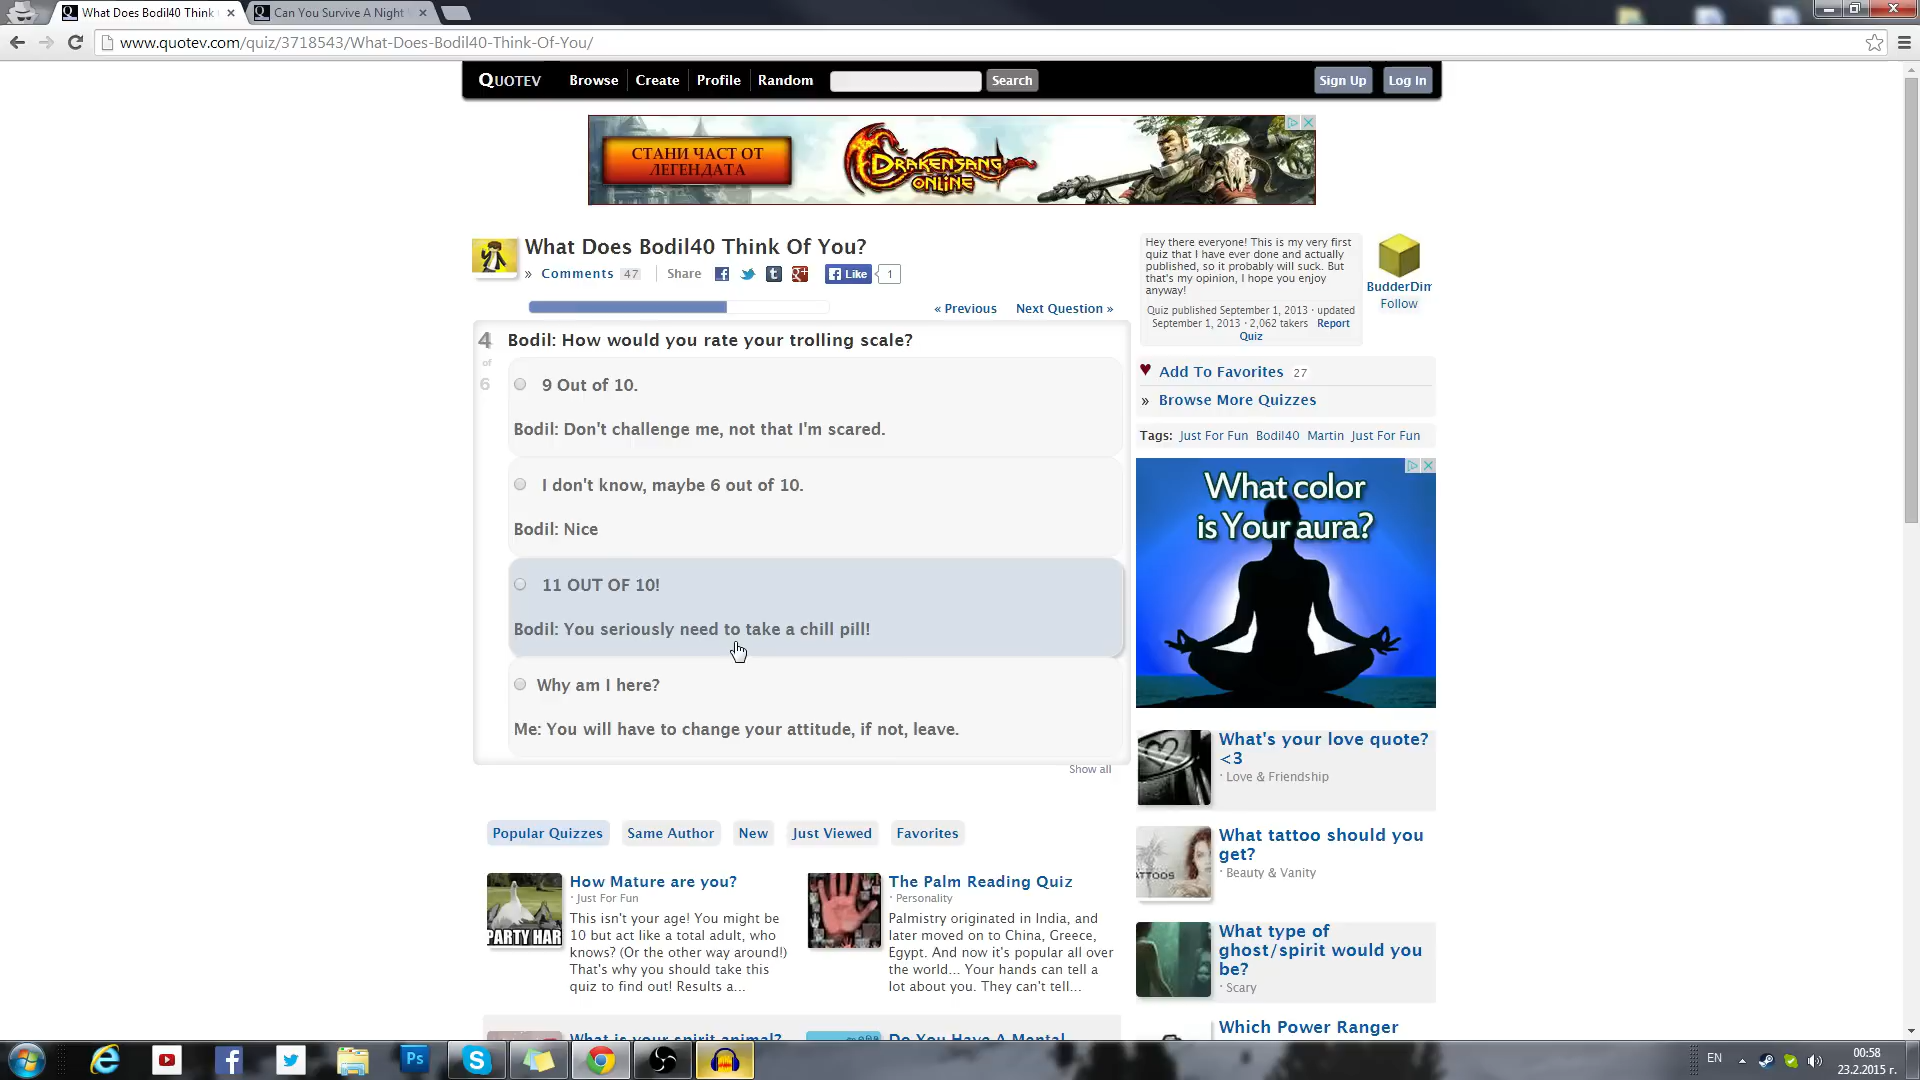 What Does Bodil40 Think
Can You Survive A Night
www.quotev.com/quiz/3718543/What-Does-Bodil40-Think-Of-You/
QUOTEV
Browse
Create
Profile
Random
Search
Sign Up
Log In
СТАНИ ЧАСТ ОТ
ЛЕГЕНДАТА
DRAKENSANG
ONLINE
What Does Bodil40 Think Of You?
» Comments 47
Share
Like
1
« Previous
Next Question »
4
of
6
Bodil: How would you rate your trolling scale?
9 Out of 10.
Bodil: Don't challenge me, not that I'm scared.
I don't know, maybe 6 out of 10.
Bodil: Nice
11 OUT OF 10!
Bodil: You seriously need to take a chill pill!
Why am I here?
Me: You will have to change your attitude, if not, leave.
Show all
Hey there everyone! This is my very first
quiz that I have ever done and actually
published, so it probably will suck. But
that's my opinion, I hope you enjoy
anyway!
Quiz published September 1, 2013 · updated
September 1, 2013 · 2,062 takers Report
Quiz
BudderDim
Follow
Add To Favorites 27
» Browse More Quizzes
Tags: Just For Fun Bodil40 Martin Just For Fun
What color
is Your aura?
What's your love quote?
<3
· Love & Friendship
What tattoo should you
get?
· Beauty & Vanity
What type of
ghost/spirit would you
be?
· Scary
Which Power Ranger
Popular Quizzes
Same Author
New
Just Viewed
Favorites
PARTY HAR
How Mature are you?
· Just For Fun
This isn't your age! You might be
10 but act like a total adult, who
knows? (Or the other way around!)
That's why you should take this
quiz to find out! Results a...
The Palm Reading Quiz
· Personality
Palmistry originated in India, and
later moved on to China, Greece,
Egypt. And now it's popular all over
the world... Your hands can tell a
lot about you. They can't tell...
What is your spirit animal?
Do You Have A Mental
Ps
EN
00:58
23.2.2015 г.